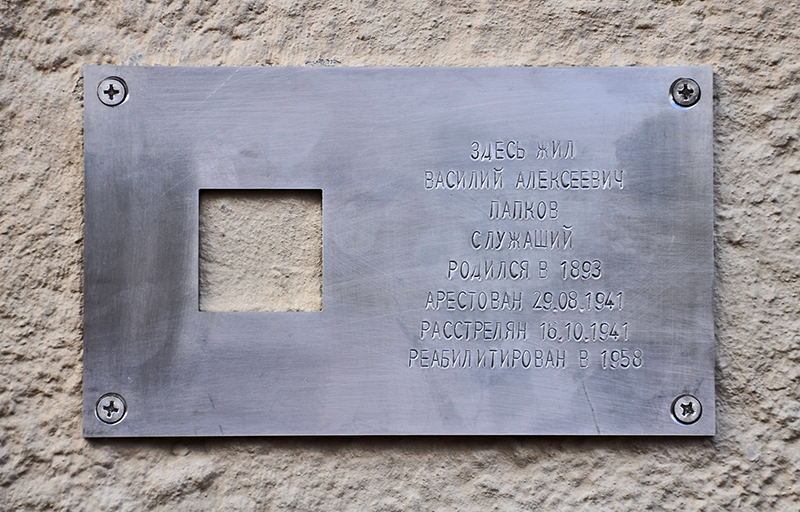 ЗДЕСЬ ЖИЛ
ВАСИЛИЙ АЛЕКСЕЕВИЧ
ПАПКОВ
СЛУЖАЩИЙ
РОДИЛСЯ В 1893
АРЕСТОВАН 29.08.1941
РАССТРЕЛЯН 16.10.1941
РЕАБИЛИТИРОВАН В 1958